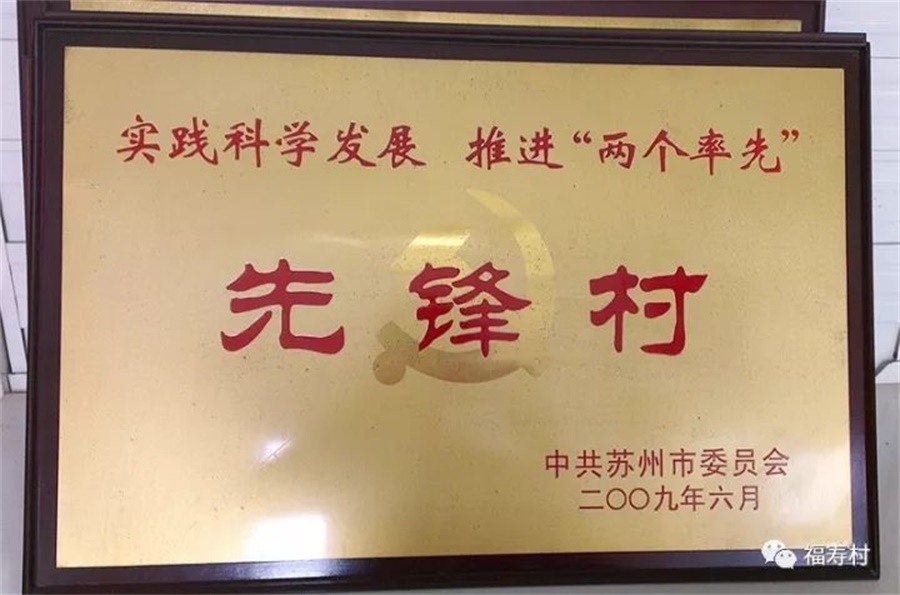 实践科学发展 推进“两个率先”
先锋村
中共苏州市委员会
二〇〇九年六月
福寿村